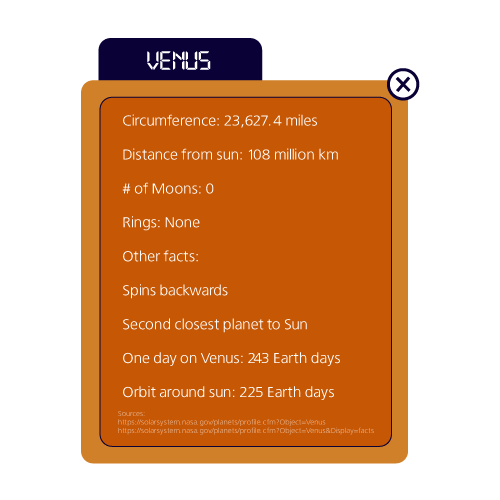 VENUS
Circumference: 23,627.4 miles
Distance from sun: 108 million km
# of Moons: 0
Rings: None
Other facts:
Spins backwards
Second closest planet to Sun
One day on Venus: 243 Earth days
Orbit around sun: 225 Earth days
Sources:
https://solarsystem.nasa.gov/planets/profile.cfm?Object=Venus
https://solarsystem.nasa.gov/planets/profile.cfm?Object=Venus&Display=facts